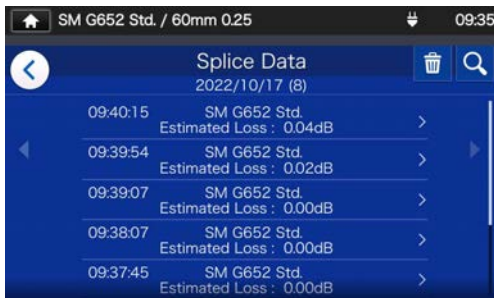 SM G652 Std. / 60mm 0.25 09:35
Splice Data
2022/10/17 (8)
09:40:15 SM G652 Std.
Estimated Loss : 0.04dB
09:39:54 SM G652 Std.
Estimated Loss : 0.02dB
09:39:07 SM G652 Std.
Estimated Loss : 0.00dB
09:38:07 SM G652 Std.
Estimated Loss : 0.00dB
09:37:45 SM G652 Std.
Estimated Loss : 0.00dB